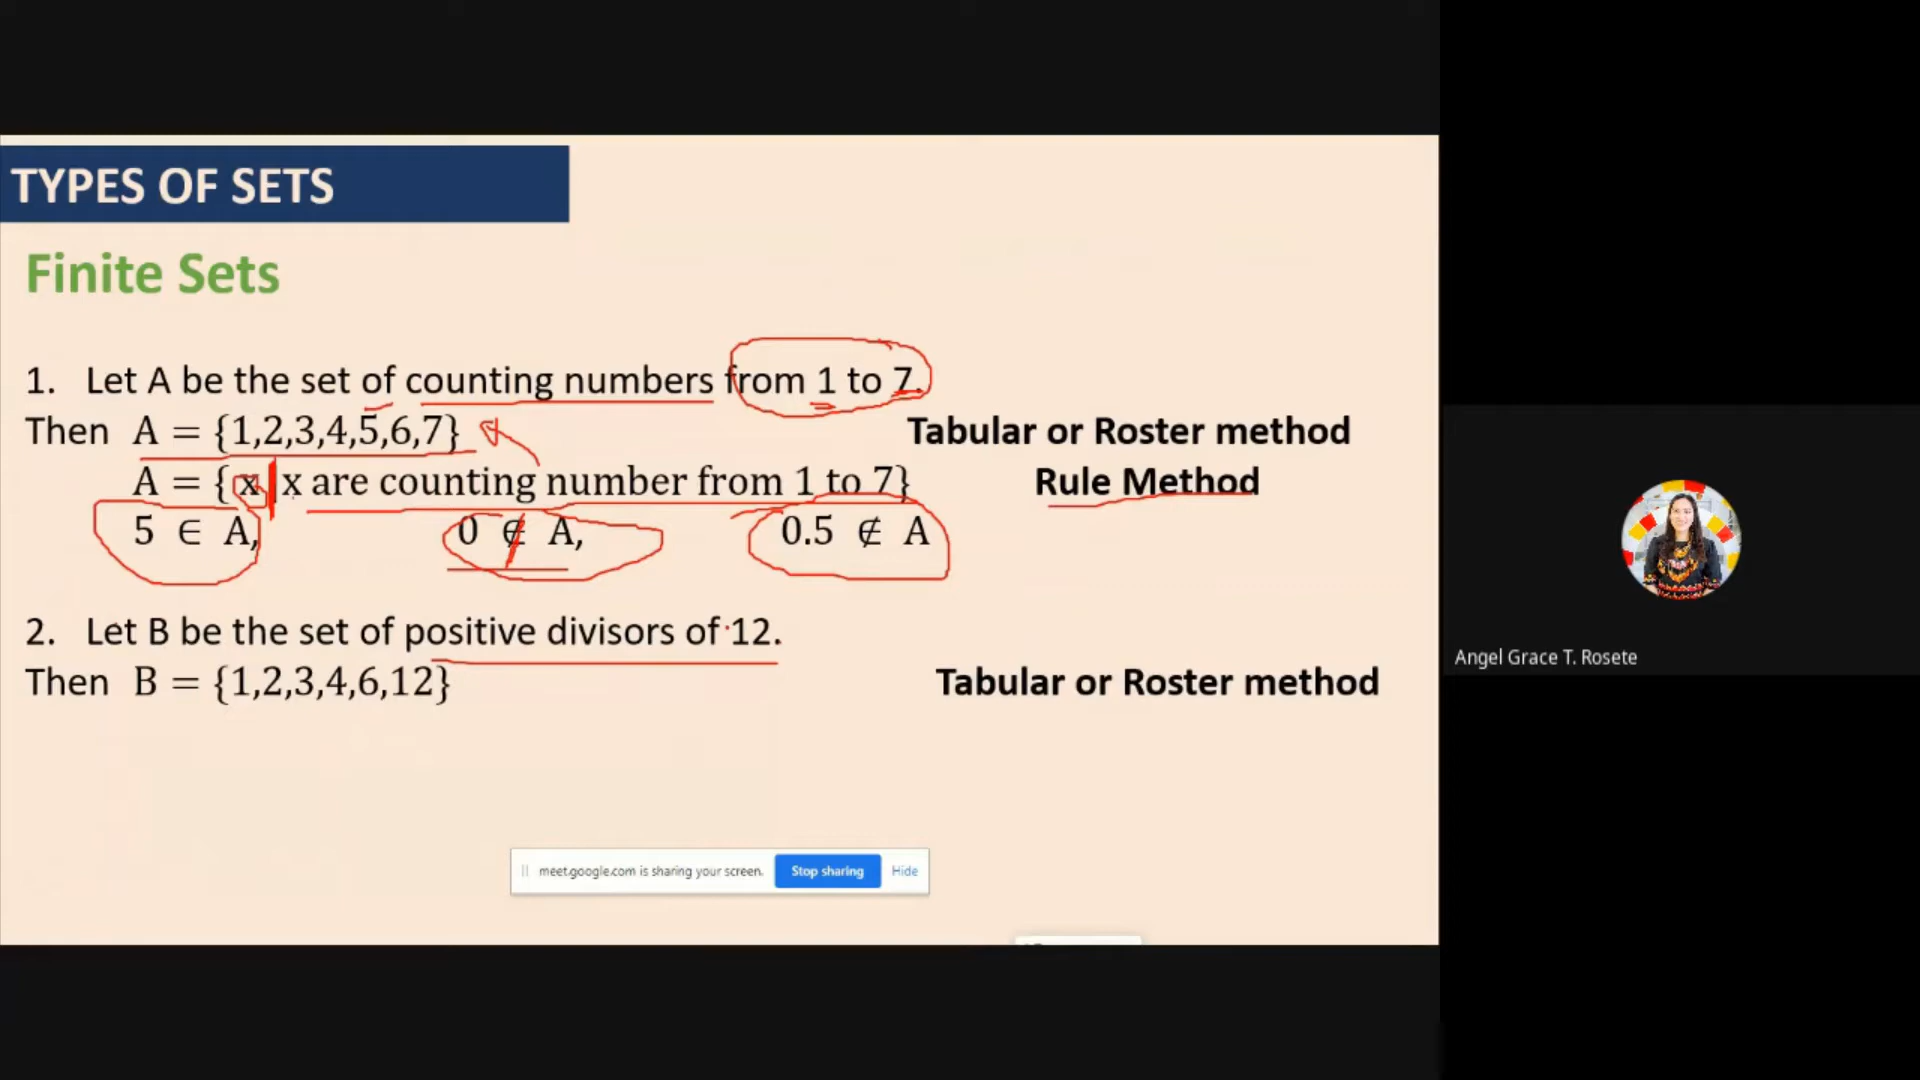 TYPES OF SETS
Finite Sets
1. Let A be the set of counting numbers from 1 to 7.
Then A = {1,2,3,4,5,6,7} Tabular or Roster method
A = { x | x are counting number from 1 to 7} Rule Method
5 ∈ A, 0 ∉ A, 0.5 ∉ A
2. Let B be the set of positive divisors of 12.
Then B = {1,2,3,4,6,12} Tabular or Roster method
meet.google.com is sharing your screen. Stop sharing Hide
Angel Grace T. Rosete